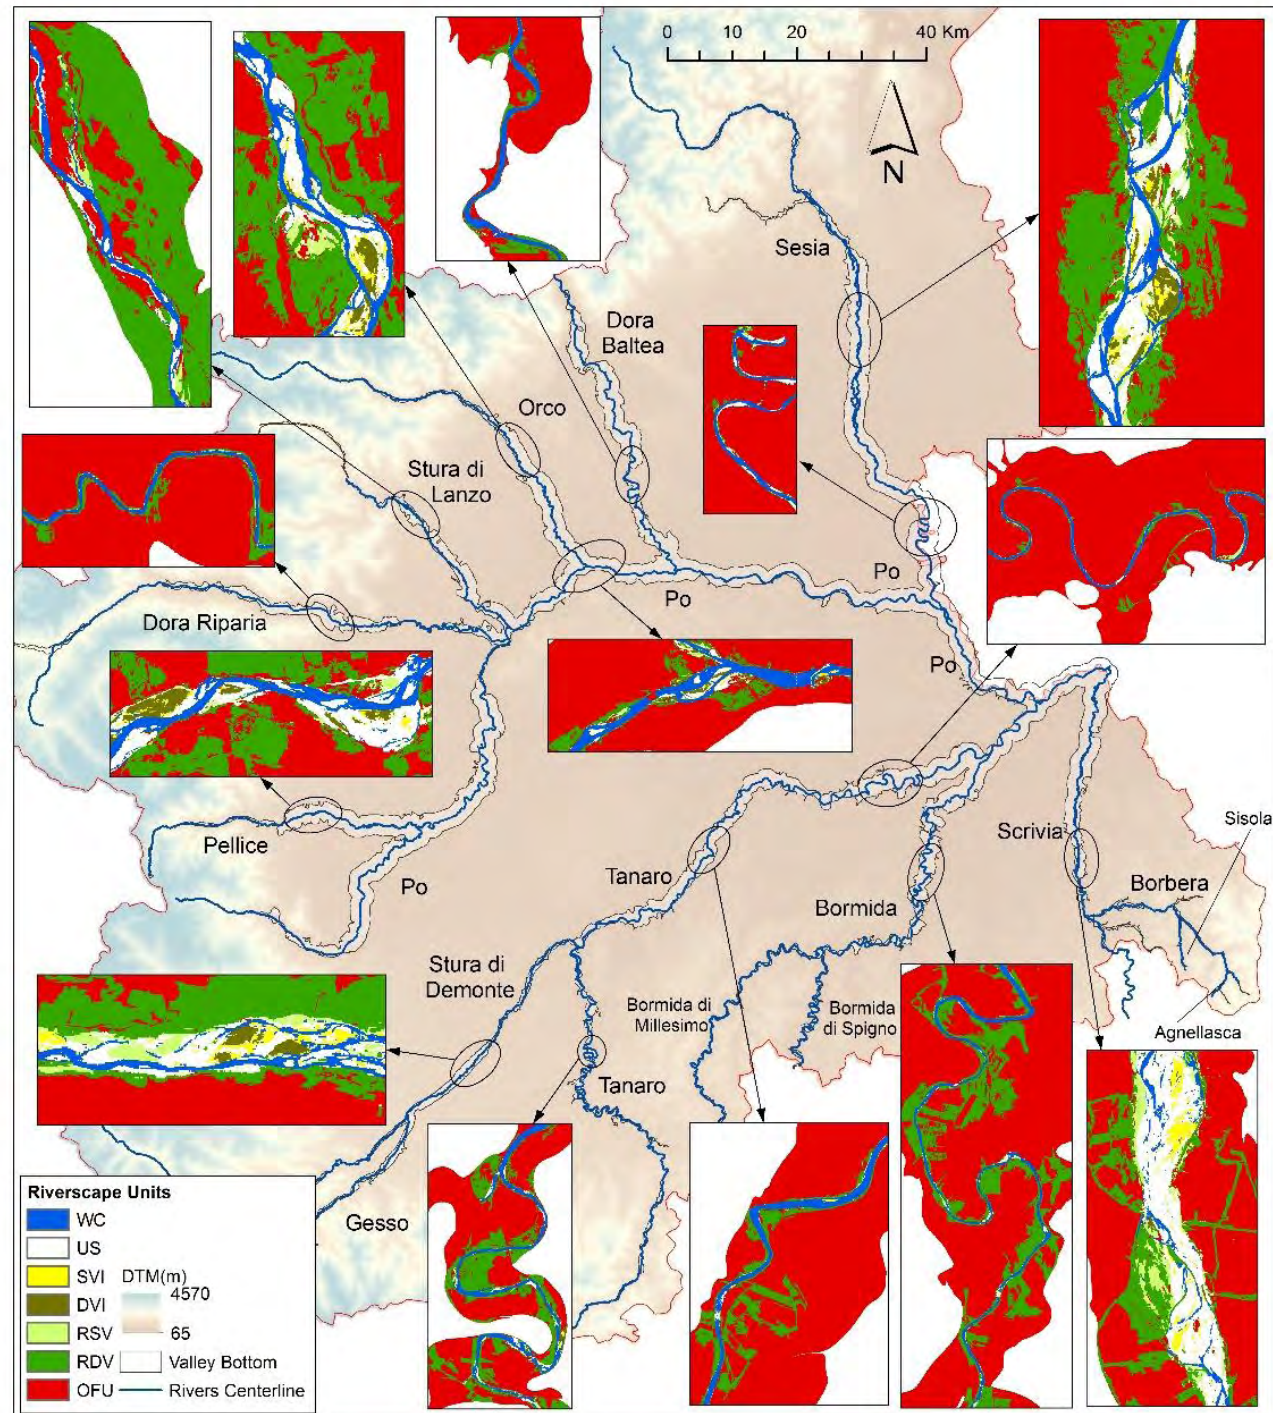 0 10 20 40 Km
N
Sesia
Dora
Baltea
Orco
Stura di
Lanzo
Po
Dora Riparia
Po
Po
Sisola
Pellice
Scrivia
Tanaro
Borbera
Po
Bormida
Stura di
Demonte
Bormida di
Millesimo
Bormida
di Spigno
Agnellasca
Tanaro
Gesso
Riverscape Units
WC
US
SVI
DVI
RSV
RDV
OFU
DTM(m)
4570
65
Valley Bottom
Rivers Centerline